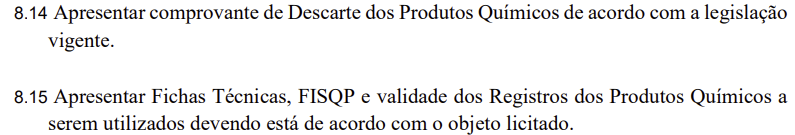 8.14 Apresentar comprovante de Descarte dos Produtos Químicos de acordo com a legislação
vigente.
8.15 Apresentar Fichas Técnicas, FISQP e validade dos Registros dos Produtos Químicos a
serem utilizados devendo está de acordo com o objeto licitado.